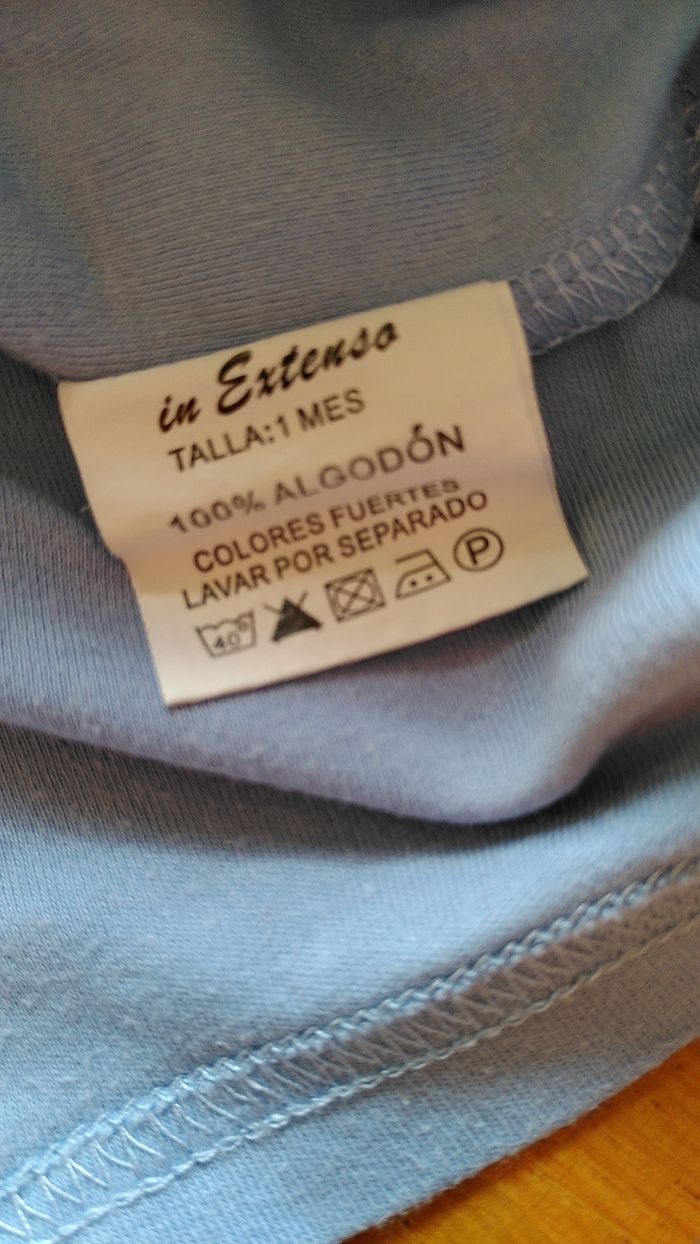 in Extenso
TALLA:1 MES
100% ALGODÓN
COLORES FUERTES
LAVAR POR SEPARADO
40° P